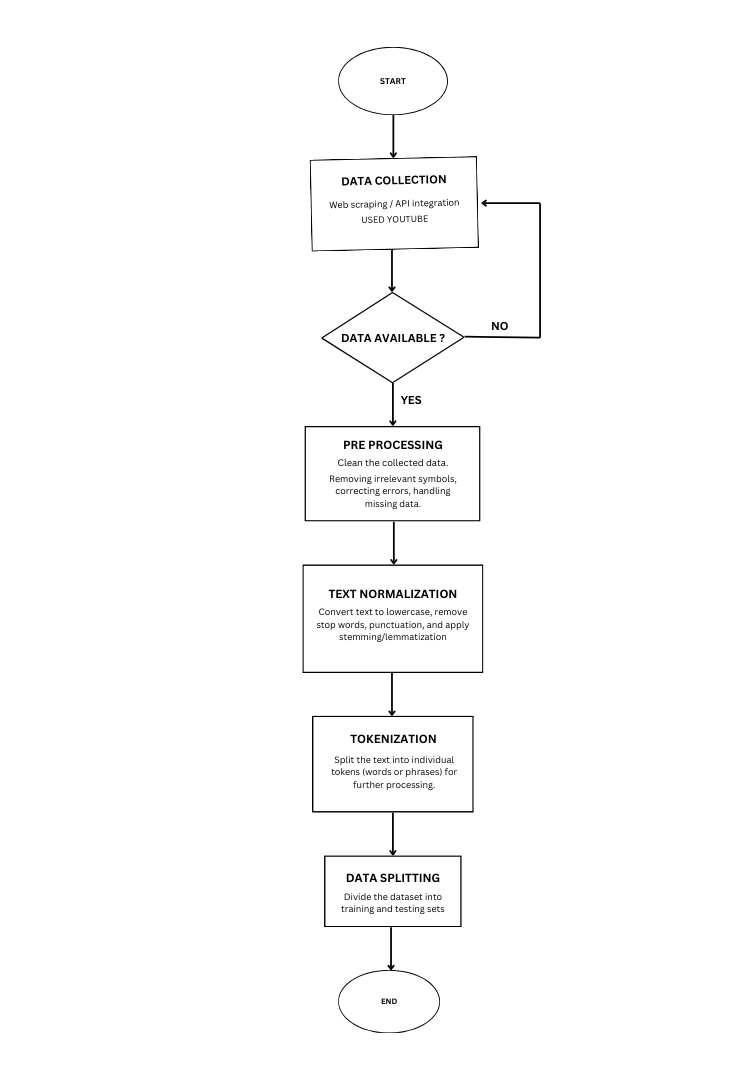 START
DATA COLLECTION
Web scraping / API integration
USED YOUTUBE
DATA AVAILABLE ?
NO
YES
PRE PROCESSING
Clean the collected data.
Removing irrelevant symbols,
correcting errors, handling
missing data.
TEXT NORMALIZATION
Convert text to lowercase, remove
stop words, punctuation, and apply
stemming/lemmatization
TOKENIZATION
Split the text into individual
tokens (words or phrases) for
further processing.
DATA SPLITTING
Divide the dataset into
training and testing sets
END